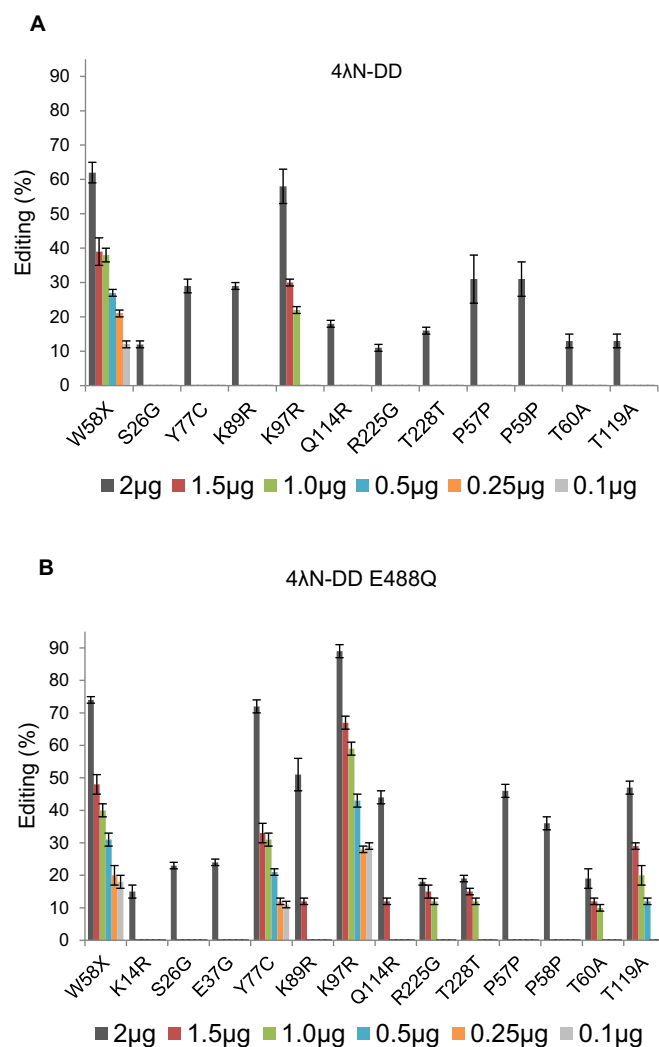 A
4λN-DD
Editing (%)
90
80
70
60
50
40
30
20
10
0
W58X S26G Y77C K89R K97R Q114R R225G T228T P57P P59P T60A T119A
2µg 1.5µg 1.0µg 0.5µg 0.25µg 0.1µg
B
4λN-DD E488Q
Editing (%)
90
80
70
60
50
40
30
20
10
0
W58X K14R S26G E37G Y77C K89R K97R Q114R R225G T228T P57P P58P T60A T119A
2µg 1.5µg 1.0µg 0.5µg 0.25µg 0.1µg